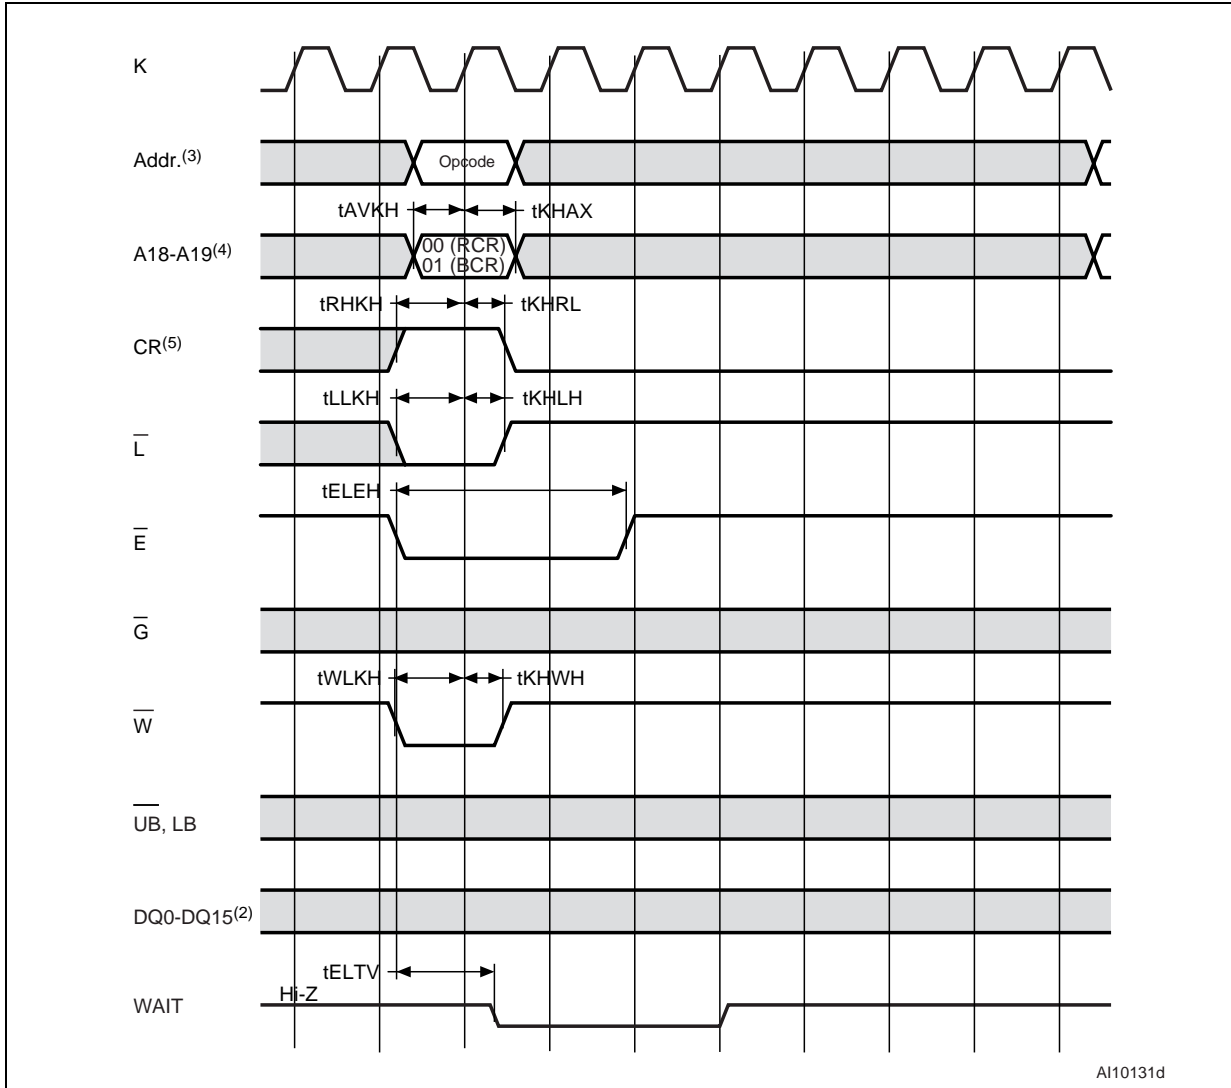 K
Addr.(3)
Opcode
tAVKH
tKHAX
A18-A19(4)
00 (RCR)
01 (BCR)
tRHKH
tKHRL
CR(5)
tLLKH
tKHLH
L
tELEH
E
G
tWLKH
tKHWH
W
UB, LB
DQ0-DQ15(2)
tELTV
Hi-Z
WAIT
AI10131d